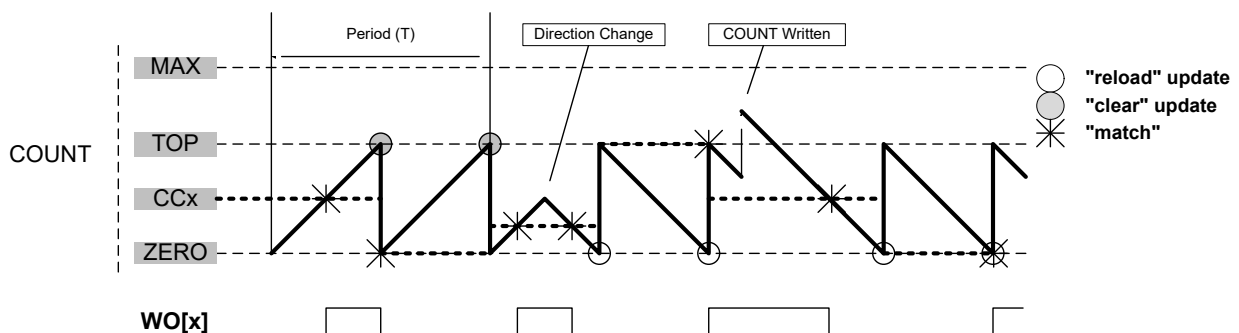 Period (T)
Direction Change
COUNT Written
MAX
"reload" update
"clear" update
"match"
TOP
COUNT
CCx
ZERO
WO[x]